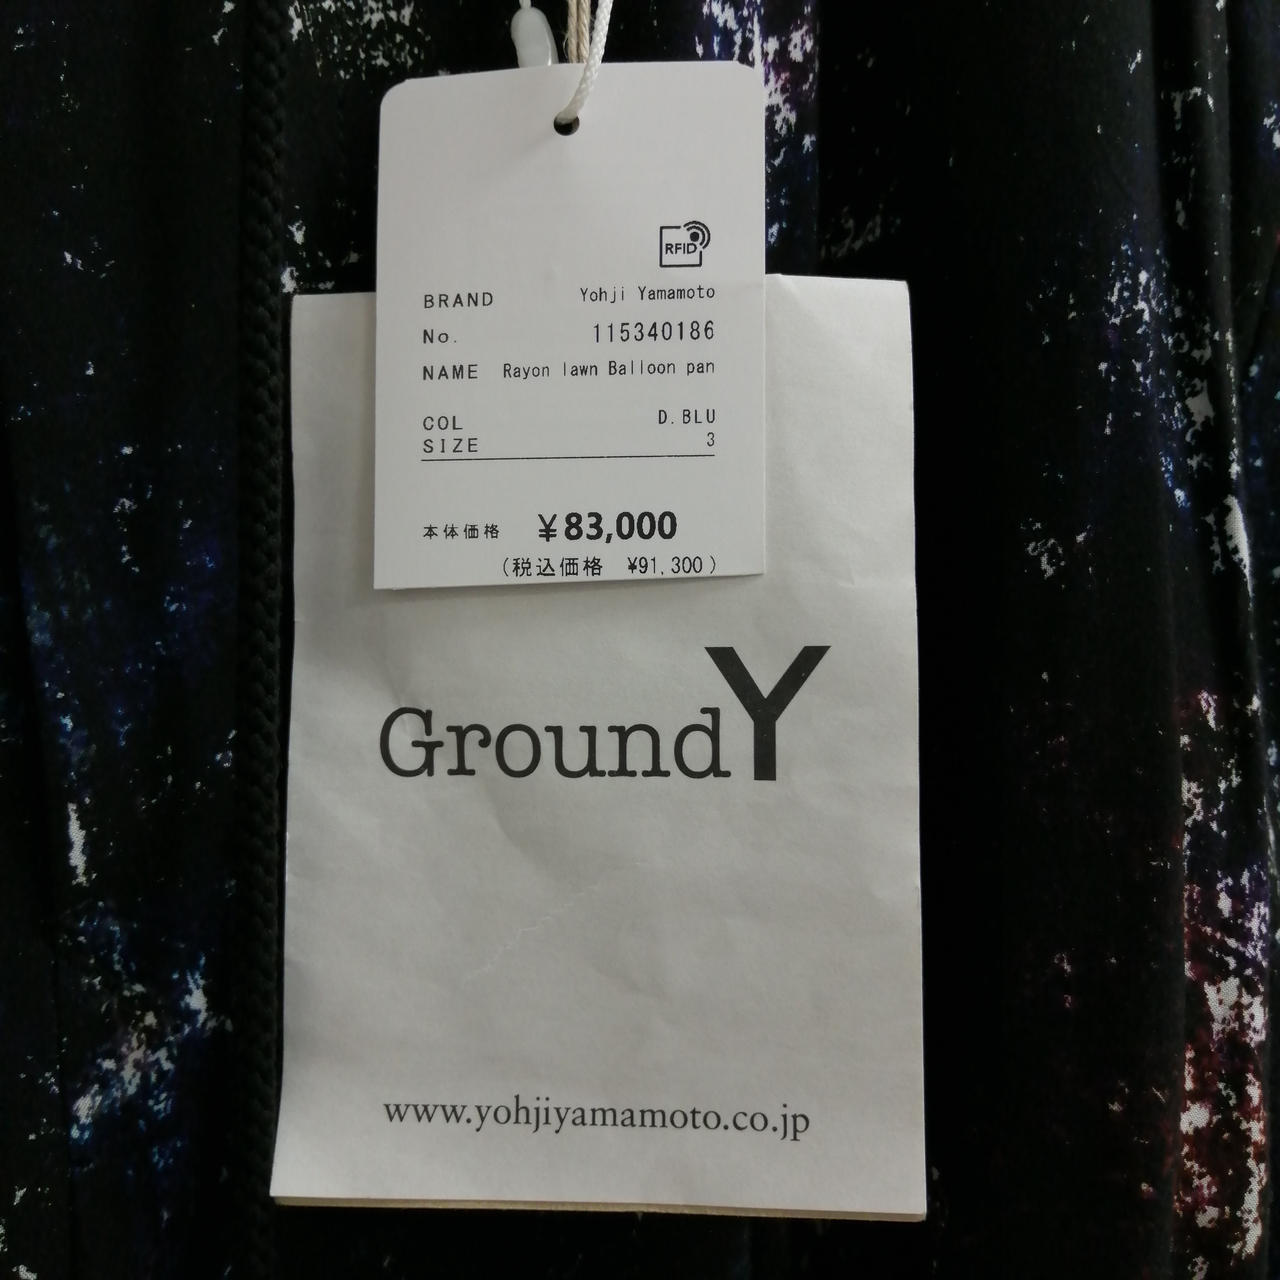 RFID
BRAND Yohji Yamamoto
No. 115340186
NAME Rayon lawn Balloon pan
COL D.BLU
SIZE 3
本体価格 ¥83,000
(税込価格 ¥91,300)
GroundY
www.yohjiyamamoto.co.jp